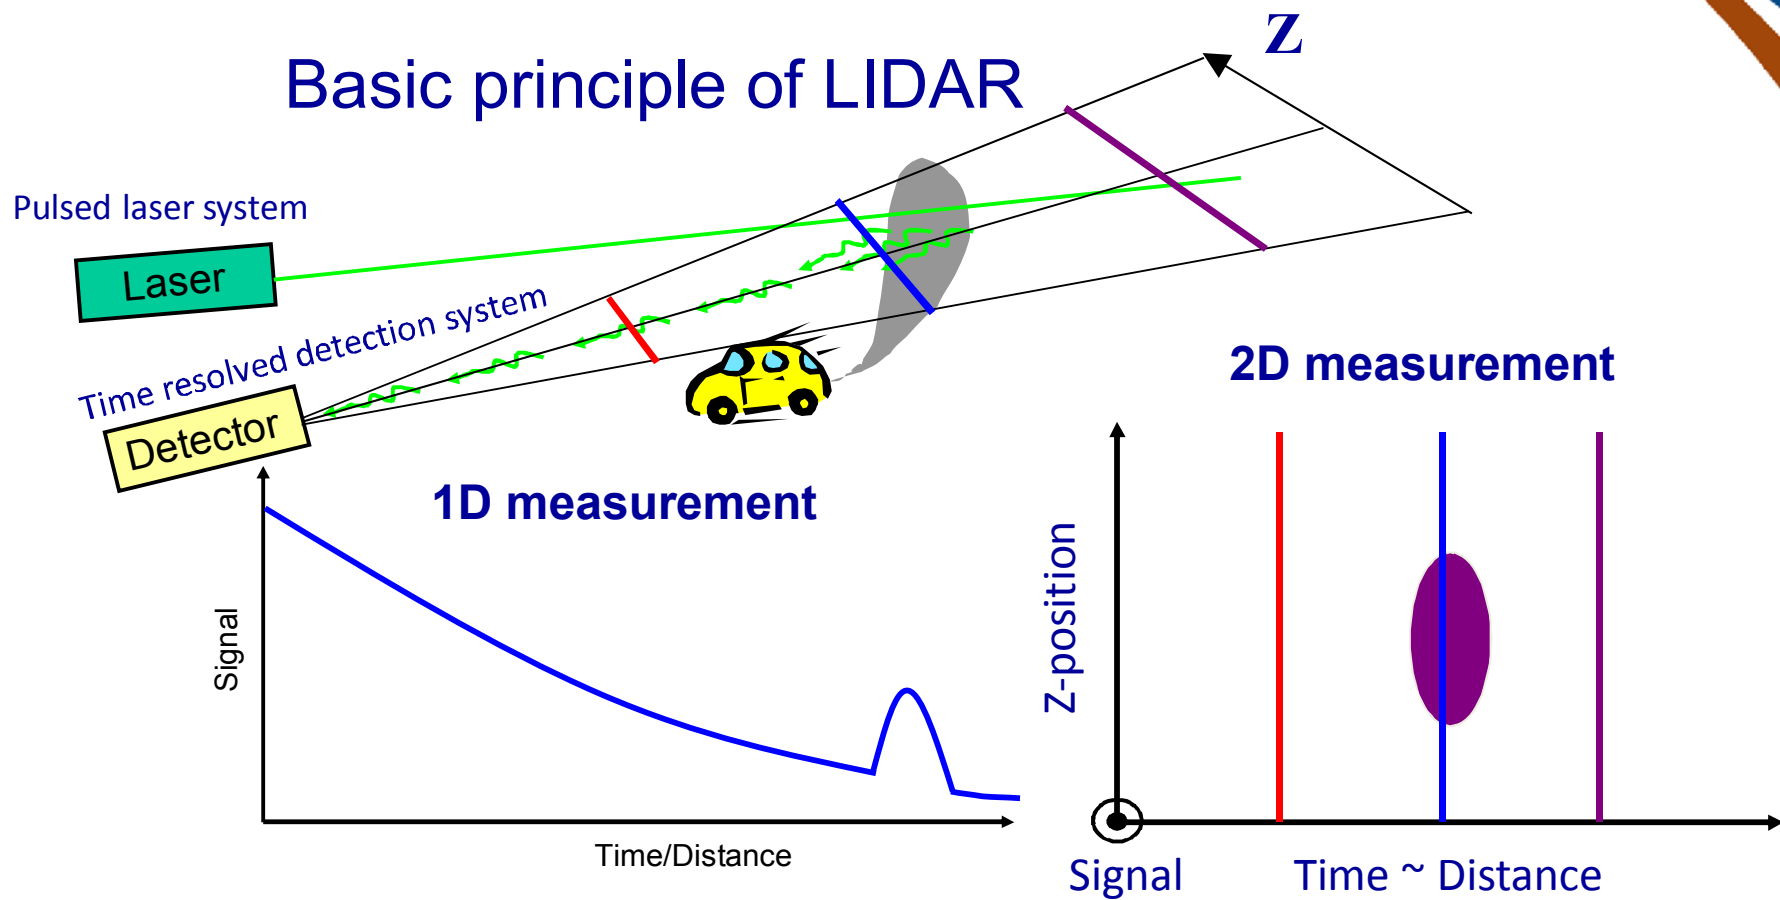 Z
Basic principle of LIDAR
Pulsed laser system
Laser
Time resolved detection system
Detector
1D measurement
Signal
Time/Distance
2D measurement
Z-position
Signal
Time ~ Distance